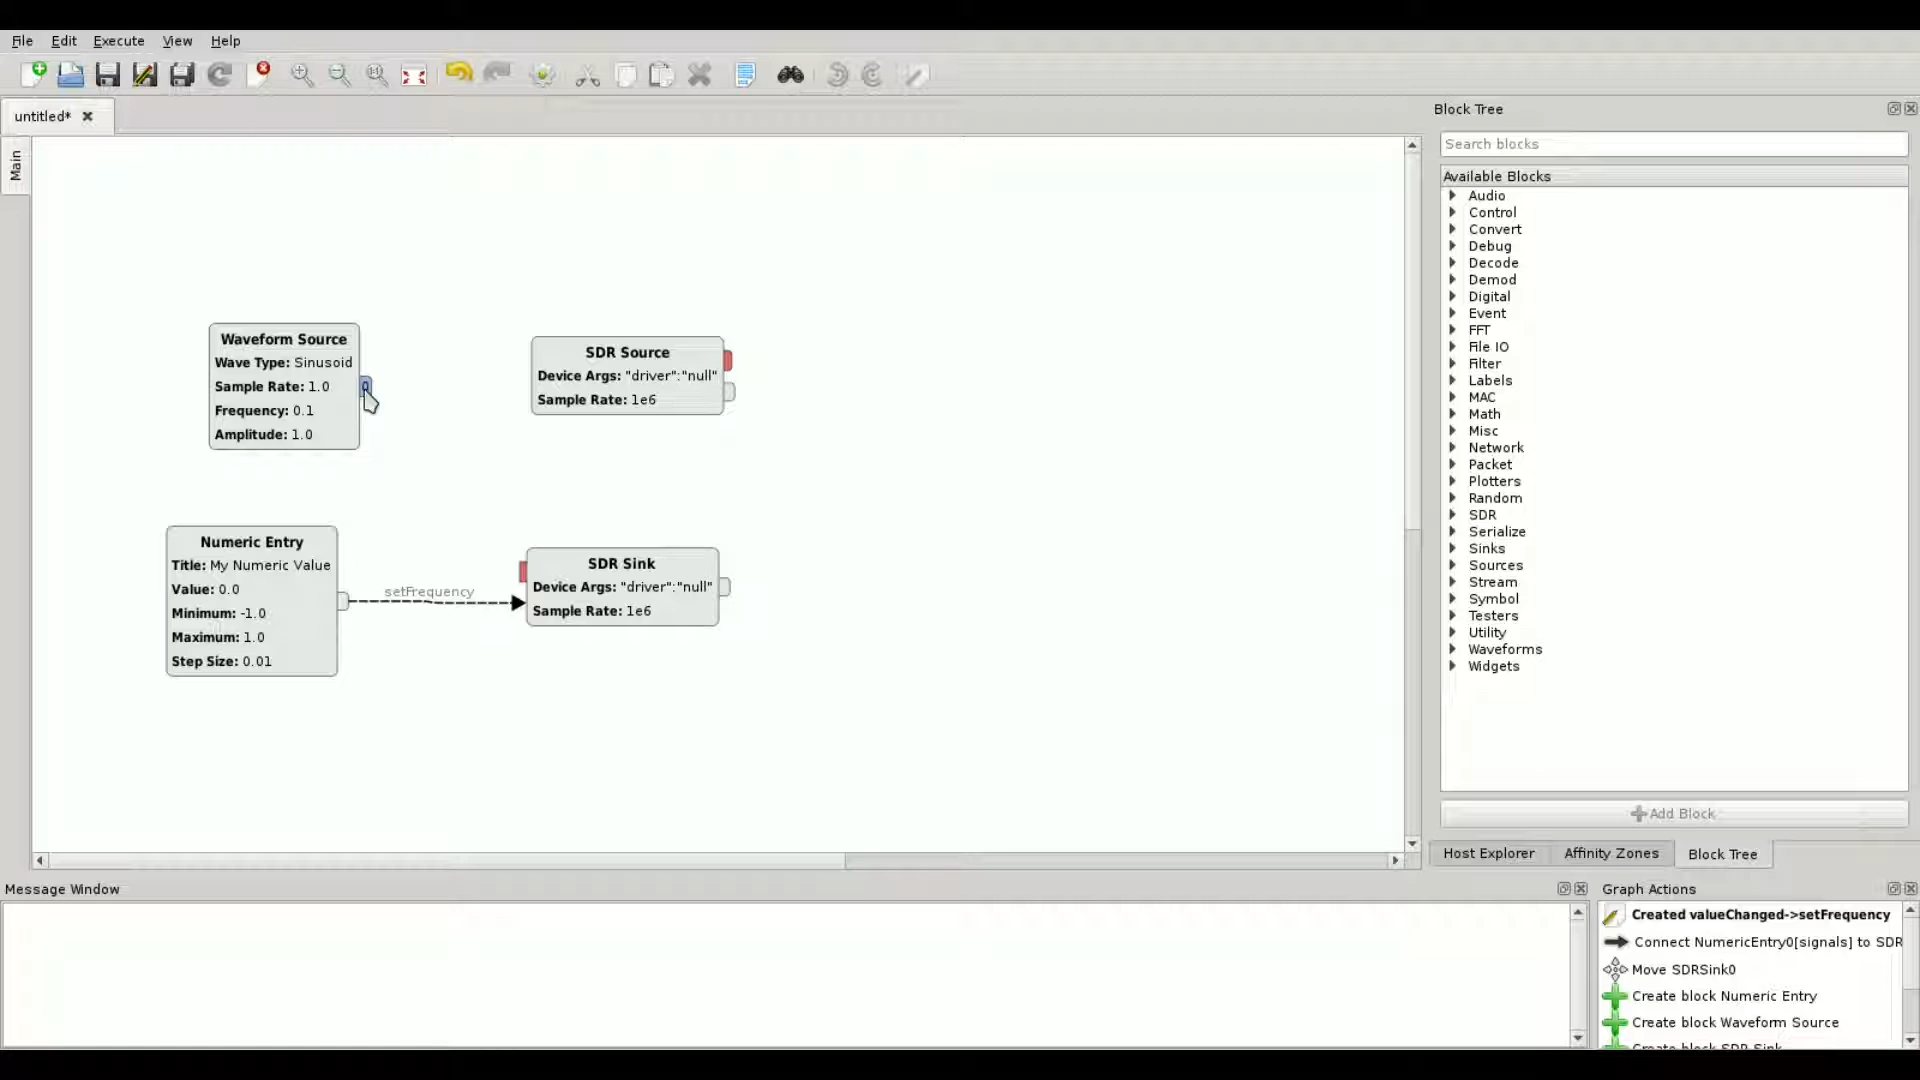 File Edit Execute View Help
untitled*
Main
Waveform Source
Wave Type: Sinusoid
Sample Rate: 1.0
Frequency: 0.1
Amplitude: 1.0
0
SDR Source
Device Args: "driver":"null"
Sample Rate: 1e6
Numeric Entry
Title: My Numeric Value
Value: 0.0
Minimum: -1.0
Maximum: 1.0
Step Size: 0.01
setFrequency
SDR Sink
Device Args: "driver":"null"
Sample Rate: 1e6
Block Tree
Search blocks
Available Blocks
Audio
Control
Convert
Debug
Decode
Demod
Digital
Event
FFT
File IO
Filter
Labels
MAC
Math
Misc
Network
Packet
Plotters
Random
SDR
Serialize
Sinks
Sources
Stream
Symbol
Testers
Utility
Waveforms
Widgets
Add Block
Host Explorer Affinity Zones Block Tree
Message Window
Graph Actions
Created valueChanged->setFrequency
Connect NumericEntry0[signals] to SDR
Move SDRSink0
Create block Numeric Entry
Create block Waveform Source
Create block SDR Sink